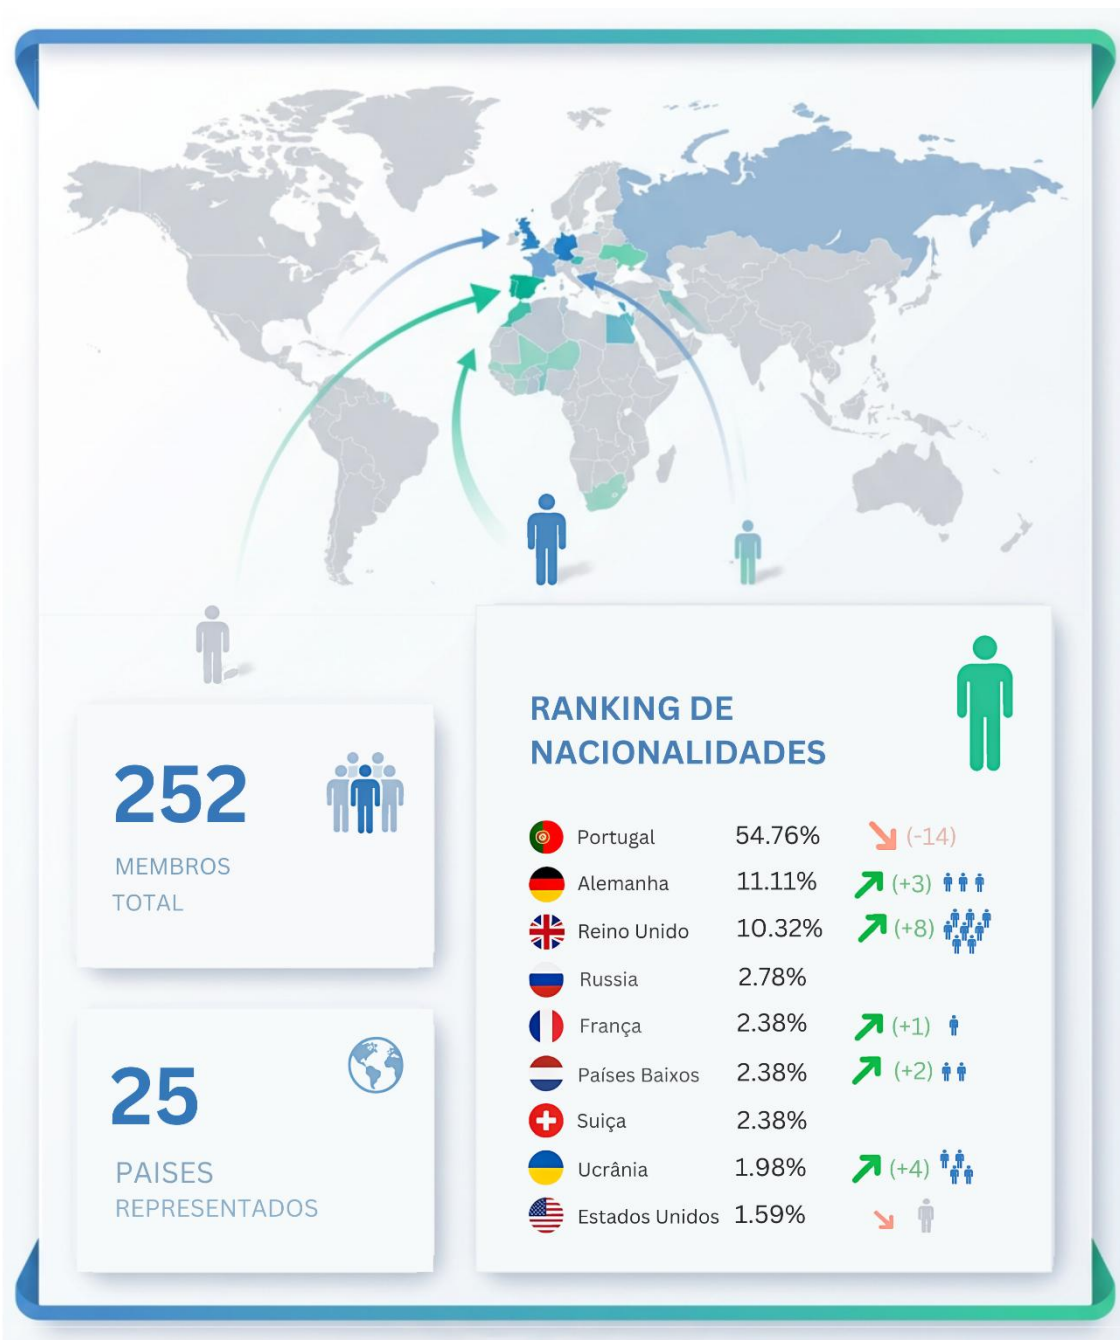 252
MEMBROS
TOTAL
25
PAISES
REPRESENTADOS
RANKING DE
NACIONALIDADES
Portugal 54.76% (-14)
Alemanha 11.11% (+3)
Reino Unido 10.32% (+8)
Russia 2.78%
França 2.38% (+1)
Países Baixos 2.38% (+2)
Suiça 2.38%
Ucrânia 1.98% (+4)
Estados Unidos 1.59%